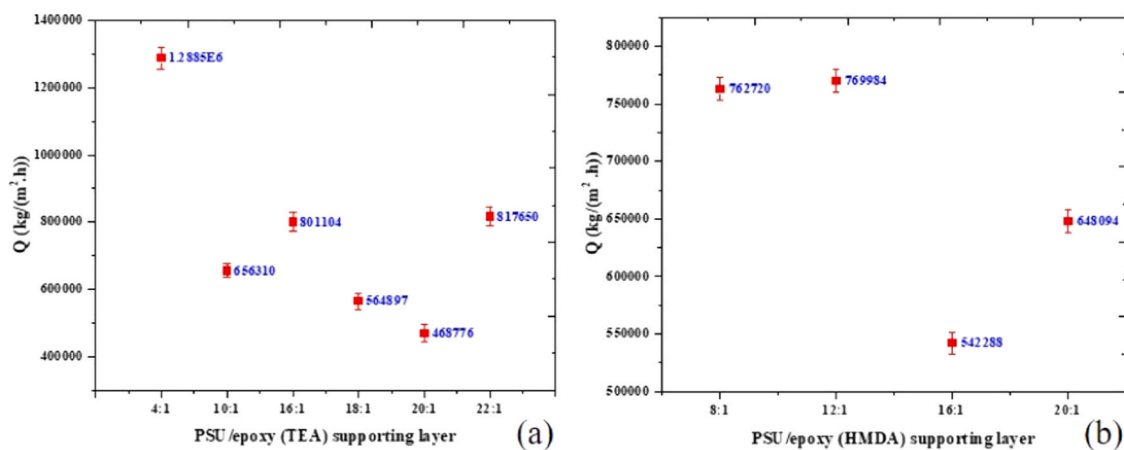 1400000
1200000
1000000
800000
600000
400000
Q (kg/(m².h))
1.2885E6
656310
801104
564897
468776
817650
4:1 10:1 16:1 18:1 20:1 22:1
PSU/epoxy (TEA) supporting layer
(a)
800000
750000
700000
650000
600000
550000
500000
Q (kg/(m².h))
762720
769984
542288
648094
8:1 12:1 16:1 20:1
PSU/epoxy (HMDA) supporting layer
(b)